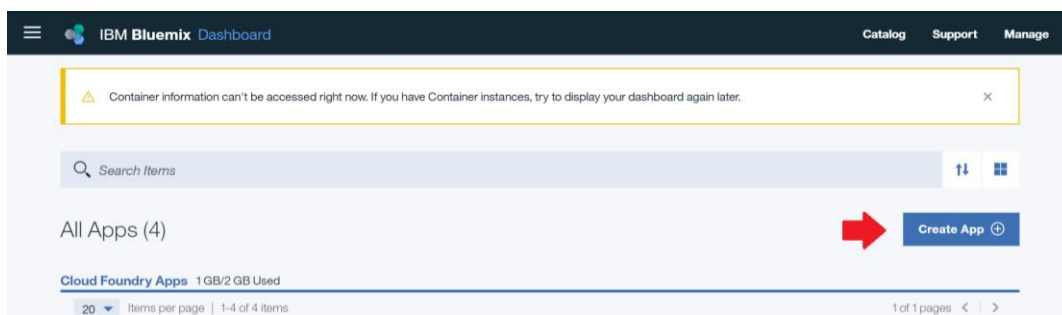 IBM Bluemix Dashboard
Catalog Support Manage
Container information can't be accessed right now. If you have Container instances, try to display your dashboard again later.
Search Items
All Apps (4)
Create App
Cloud Foundry Apps 1 GB/2 GB Used
20 Items per page | 1-4 of 4 items
1 of 1 pages